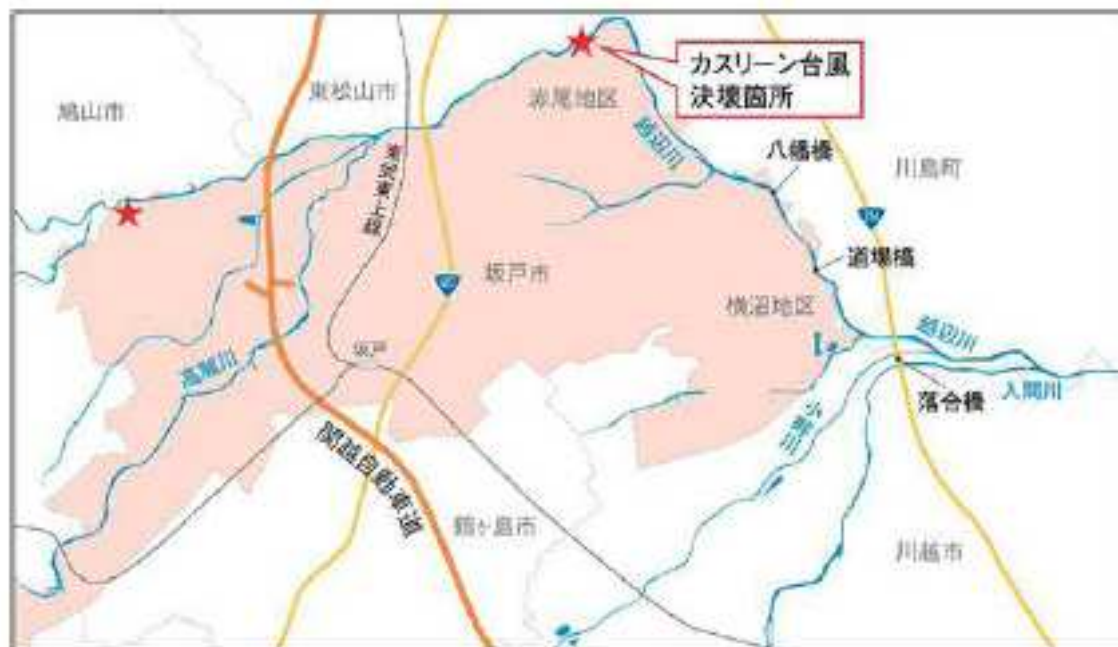 カスリーン台風
決壊箇所
東松山市
赤尾地区
鳩山市
越辺川
八幡橋
川島町
東武東上線
道場橋
坂戸市
横沼地区
坂戸
越辺川
高麗川
小畔川
入間川
落合橋
関越自動車道
鶴ヶ島市
川越市